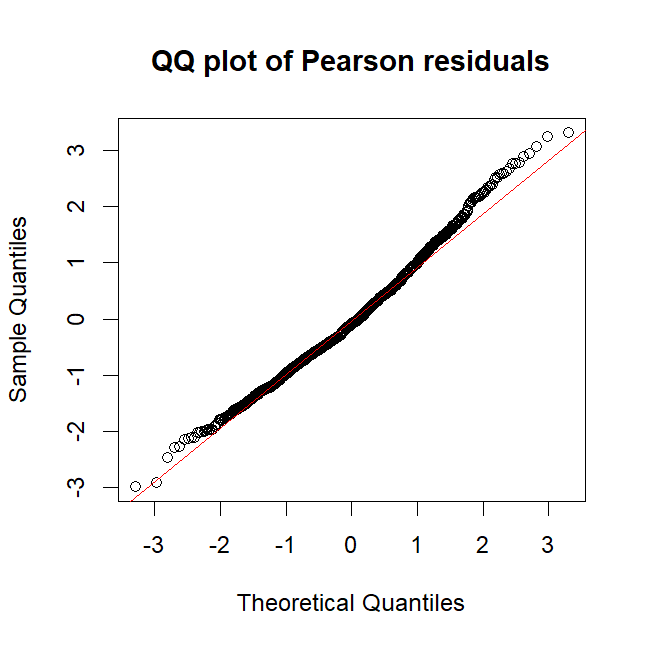 QQ plot of Pearson residuals
3
2
1
0
-1
-2
-3
Sample Quantiles
-3 -2 -1 0 1 2 3
Theoretical Quantiles